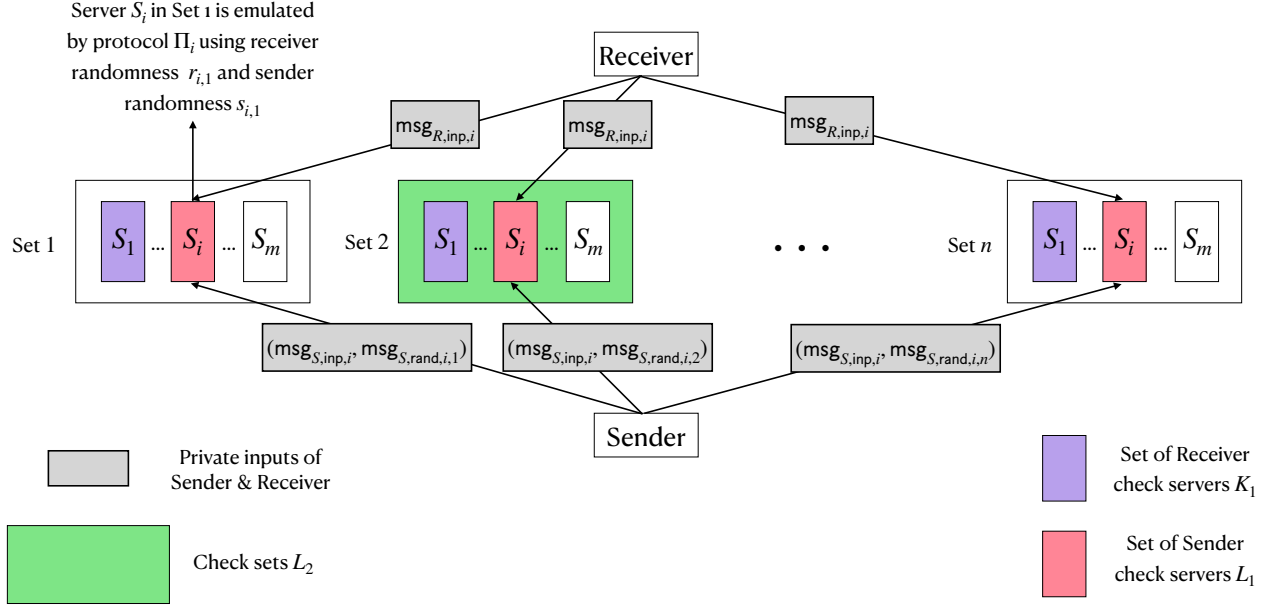 Server S_i in Set 1 is emulated
by protocol Π_i using receiver
randomness r_{i,1} and sender
randomness s_{i,1}
Receiver
msg_{R,inp,i} msg_{R,inp,i} msg_{R,inp,i}
Set 1 S_1 ... S_i ... S_m Set 2 S_1 ... S_i ... S_m • • • Set n S_1 ... S_i ... S_m
(msg_{S,inp,i}, msg_{S,rand,i,1}) (msg_{S,inp,i}, msg_{S,rand,i,2}) (msg_{S,inp,i}, msg_{S,rand,i,n})
Sender
Private inputs of
Sender & Receiver
Set of Receiver
check servers K_1
Check sets L_2
Set of Sender
check servers L_1